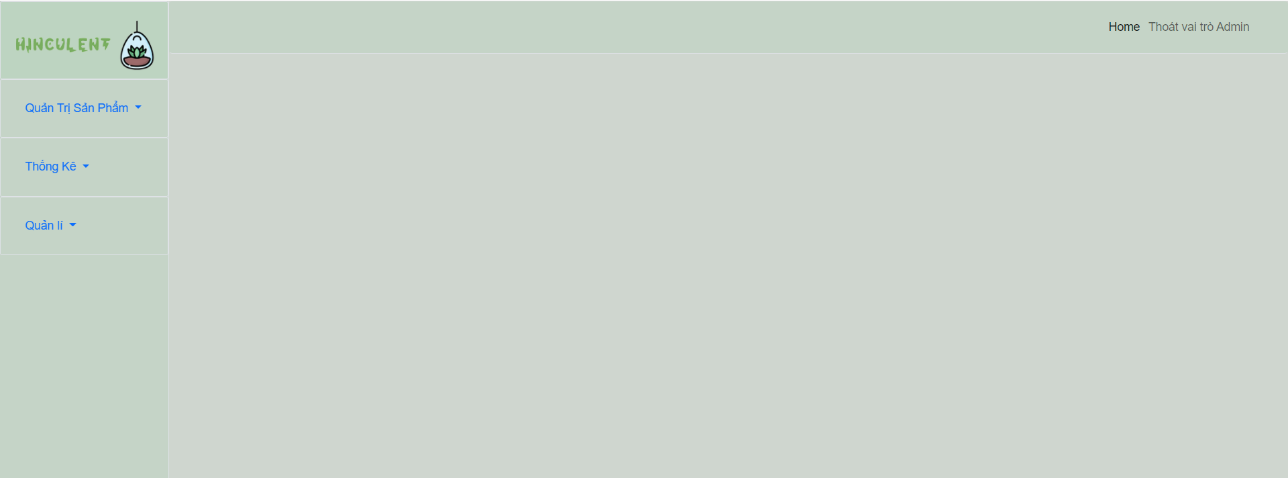 HINCULENT
Home Thoát vai trò Admin
Quản Trị Sản Phẩm
Thống Kê
Quản lí